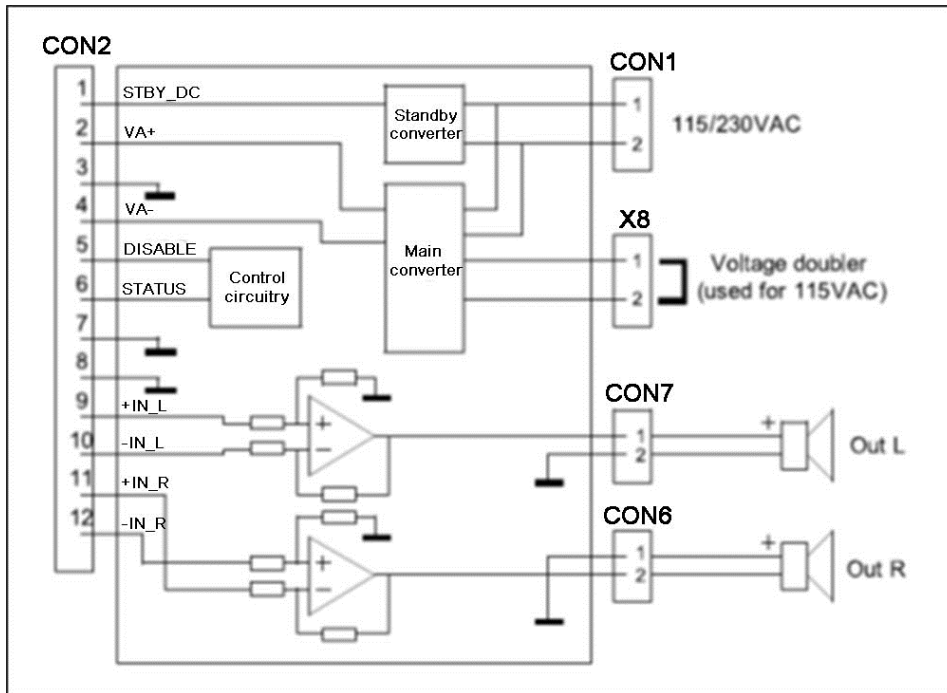 CON2
1
STBY_DC
2
VA+
3
4
VA-
5
DISABLE
6
STATUS
7
8
9
+IN_L
10
-IN_L
11
+IN_R
12
-IN_R
Standby
converter
Main
converter
Control
circuitry
+
−
+
−
CON1
1
2
115/230VAC
X8
1
2
Voltage doubler
(used for 115VAC)
CON7
1
2
+
Out L
CON6
1
2
+
Out R